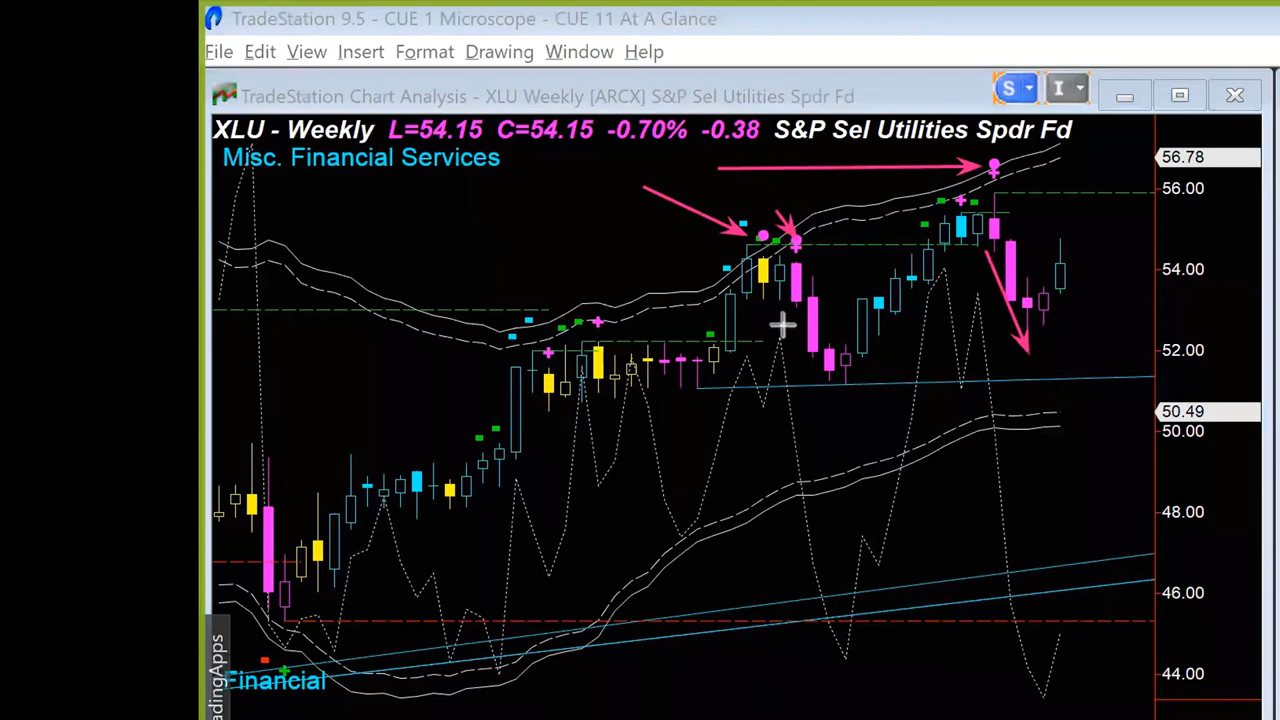 TradeStation 9.5 - CUE 1 Microscope - CUE 11 At A Glance
File Edit View Insert Format Drawing Window Help
TradeStation Chart Analysis - XLU Weekly [ARCX] S&P Sel Utilities Spdr Fd
S I
XLU - Weekly L=54.15 C=54.15 -0.70% -0.38 S&P Sel Utilities Spdr Fd
Misc. Financial Services
56.78
56.00
54.00
52.00
50.49
50.00
48.00
46.00
44.00
adingApps
Financial